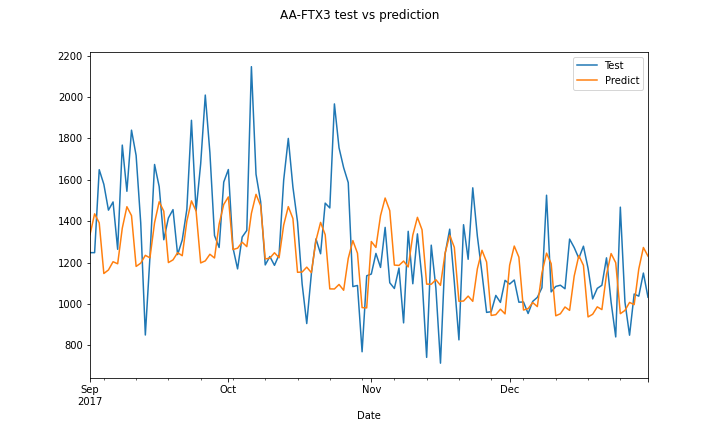 AA-FTX3 test vs prediction
2200
2000
1800
1600
1400
1200
1000
800
Test
Predict
Sep
2017
Oct
Nov
Dec
Date